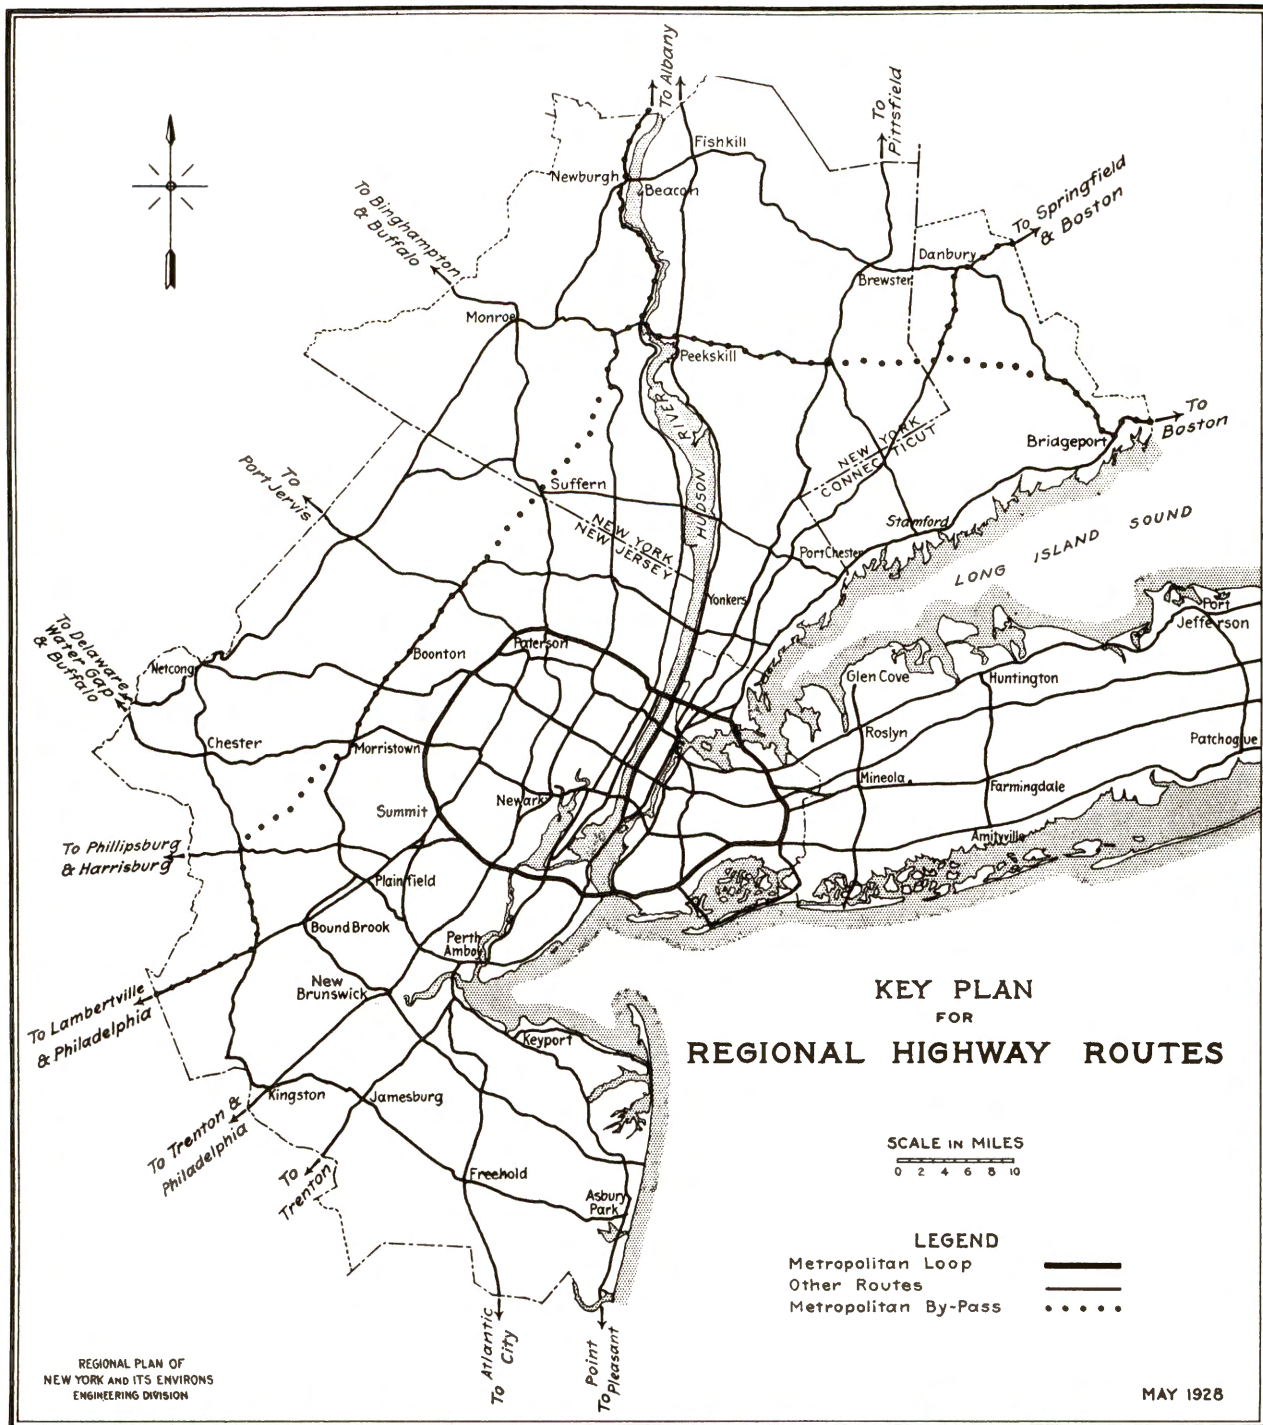 To Albany
To
Pittsfield
Fishkill
Newburgh
Beacon
To Binghampton
& Buffalo
To Springfield
& Boston
Danbury
Brewster
Monroe
Peekskill
To
Boston
Bridgeport
RIVER
HUDSON
NEW YORK
CONNECTICUT
To
Port Jervis
Suffern
NEW YORK
NEW JERSEY
Stamford
Port Chester
LONG ISLAND SOUND
Yonkers
Port
Jefferson
To Delaware
Water Gap
& Buffalo
Netcong
Boonton
Paterson
Glen Cove
Huntington
Chester
Morristown
Roslyn
Patchogue
Mineola
Farmingdale
Summit
Newark
Amityville
To Phillipsburg
& Harrisburg
Plainfield
Bound Brook
Perth
Amboy
New
Brunswick
To Lambertville
& Philadelphia
KEY PLAN
FOR
REGIONAL HIGHWAY ROUTES
Keyport
Kingston
Jamesburg
To Trenton &
Philadelphia
To
Trenton
SCALE IN MILES
0 2 4 6 8 10
Freehold
Asbury
Park
LEGEND
Metropolitan Loop
Other Routes
Metropolitan By-Pass
To Atlantic
City
To Point
Pleasant
REGIONAL PLAN OF
NEW YORK AND ITS ENVIRONS
ENGINEERING DIVISION
MAY 1928